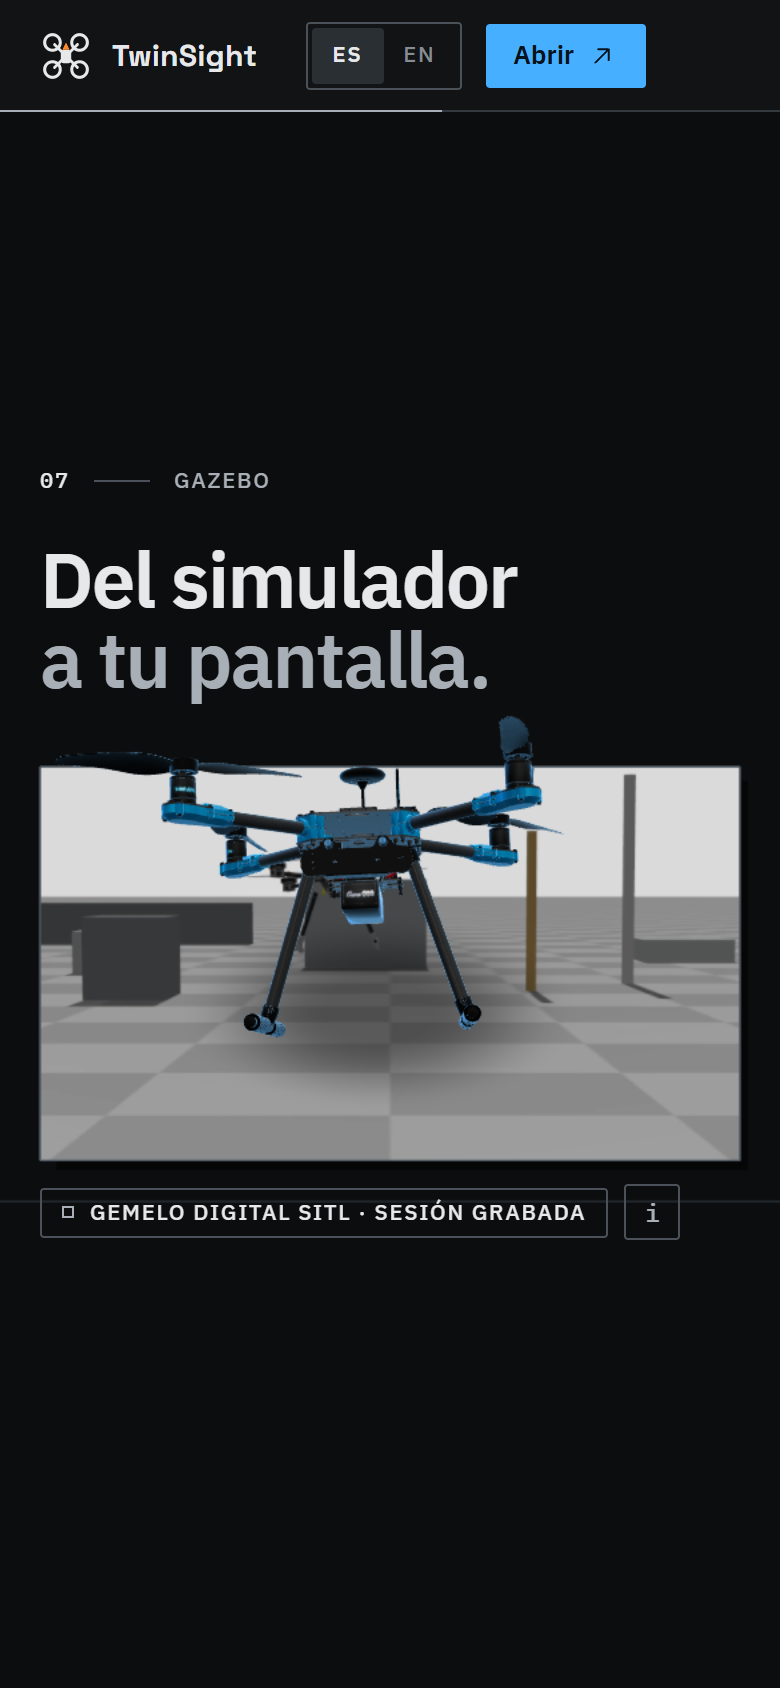 TwinSight
ES EN
Abrir
07 GAZEBO
Del simulador
a tu pantalla.
GEMELO DIGITAL SITL · SESIÓN GRABADA
i